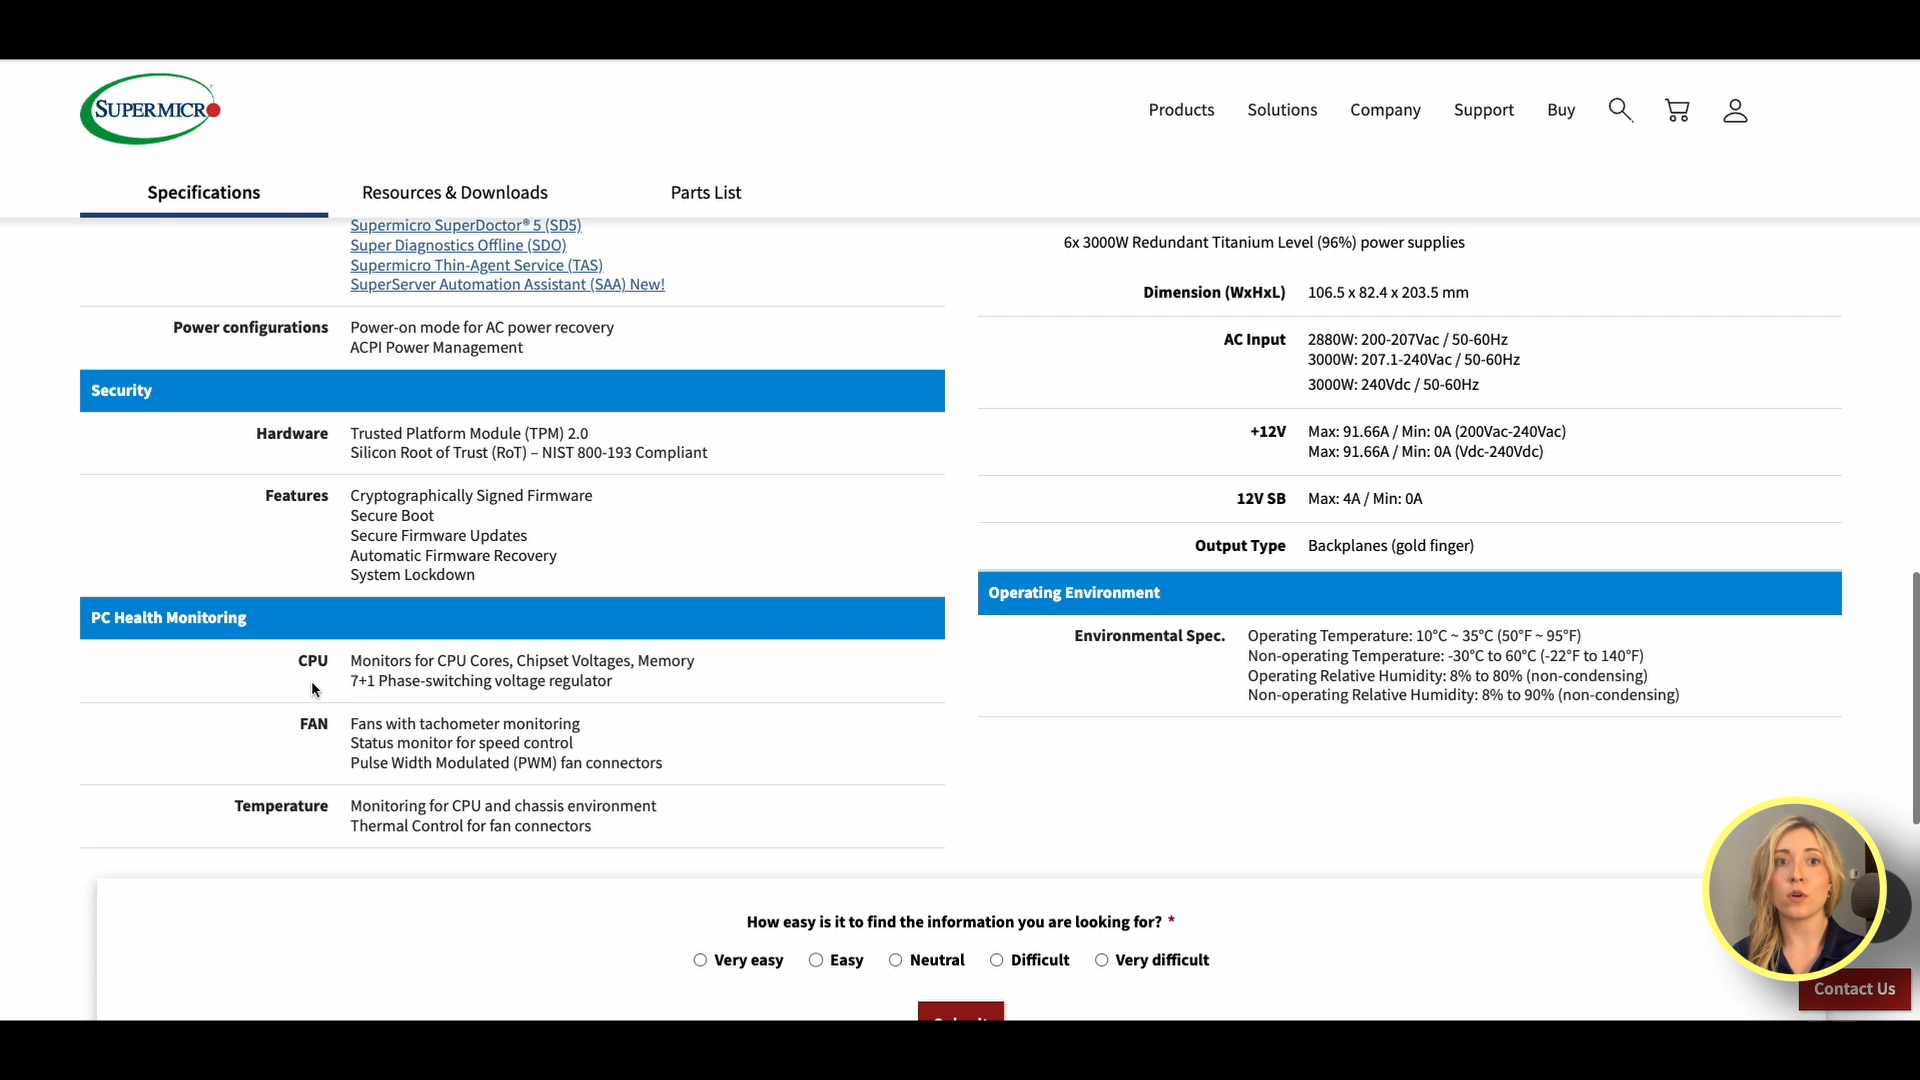 SUPERMICR
Products
Solutions
Company
Support
Buy
Specifications
Resources & Downloads
Parts List
Supermicro SuperDoctor® 5 (SD5)
Super Diagnostics Offline (SDO)
Supermicro Thin-Agent Service (TAS)
SuperServer Automation Assistant (SAA) New!
Power configurations
Power-on mode for AC power recovery
ACPI Power Management
Security
Hardware
Trusted Platform Module (TPM) 2.0
Silicon Root of Trust (RoT) – NIST 800-193 Compliant
Features
Cryptographically Signed Firmware
Secure Boot
Secure Firmware Updates
Automatic Firmware Recovery
System Lockdown
PC Health Monitoring
CPU
Monitors for CPU Cores, Chipset Voltages, Memory
7+1 Phase-switching voltage regulator
FAN
Fans with tachometer monitoring
Status monitor for speed control
Pulse Width Modulated (PWM) fan connectors
Temperature
Monitoring for CPU and chassis environment
Thermal Control for fan connectors
6x 3000W Redundant Titanium Level (96%) power supplies
Dimension (WxHxL)
106.5 x 82.4 x 203.5 mm
AC Input
2880W: 200-207Vac / 50-60Hz
3000W: 207.1-240Vac / 50-60Hz
3000W: 240Vdc / 50-60Hz
+12V
Max: 91.66A / Min: 0A (200Vac-240Vac)
Max: 91.66A / Min: 0A (Vdc-240Vdc)
12V SB
Max: 4A / Min: 0A
Output Type
Backplanes (gold finger)
Operating Environment
Environmental Spec.
Operating Temperature: 10°C ~ 35°C (50°F ~ 95°F)
Non-operating Temperature: -30°C to 60°C (-22°F to 140°F)
Operating Relative Humidity: 8% to 80% (non-condensing)
Non-operating Relative Humidity: 8% to 90% (non-condensing)
How easy is it to find the information you are looking for? *
Very easy
Easy
Neutral
Difficult
Very difficult
Contact Us